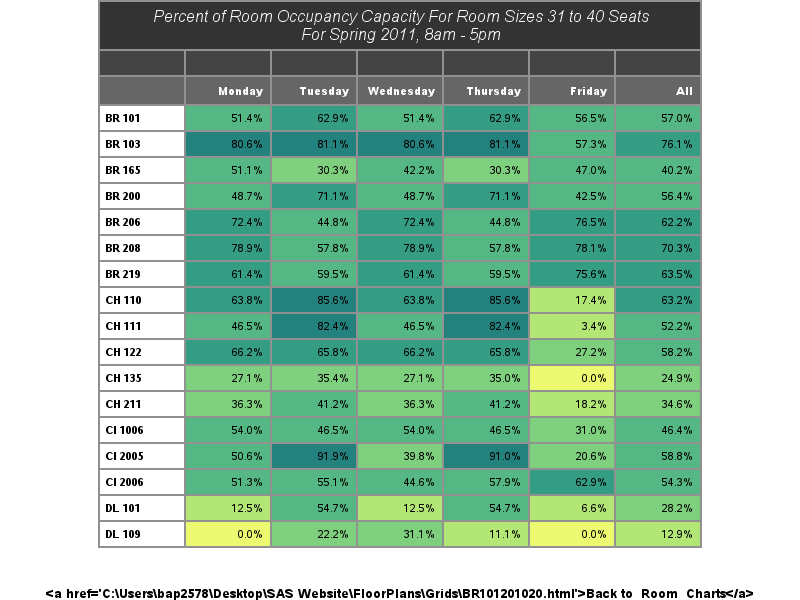 Percent of Room Occupancy Capacity For Room Sizes 31 to 40 Seats
For Spring 2011, 8am - 5pm
Monday Tuesday Wednesday Thursday Friday All
BR 101 51.4% 62.9% 51.4% 62.9% 56.5% 57.0%
BR 103 80.6% 81.1% 80.6% 81.1% 57.3% 76.1%
BR 165 51.1% 30.3% 42.2% 30.3% 47.0% 40.2%
BR 200 48.7% 71.1% 48.7% 71.1% 42.5% 56.4%
BR 206 72.4% 44.8% 72.4% 44.8% 76.5% 62.2%
BR 208 78.9% 57.8% 78.9% 57.8% 78.1% 70.3%
BR 219 61.4% 59.5% 61.4% 59.5% 75.6% 63.5%
CH 110 63.8% 85.6% 63.8% 85.6% 17.4% 63.2%
CH 111 46.5% 82.4% 46.5% 82.4% 3.4% 52.2%
CH 122 66.2% 65.8% 66.2% 65.8% 27.2% 58.2%
CH 135 27.1% 35.4% 27.1% 35.0% 0.0% 24.9%
CH 211 36.3% 41.2% 36.3% 41.2% 18.2% 34.6%
CI 1006 54.0% 46.5% 54.0% 46.5% 31.0% 46.4%
CI 2005 50.6% 91.9% 39.8% 91.0% 20.6% 58.8%
CI 2006 51.3% 55.1% 44.6% 57.9% 62.9% 54.3%
DL 101 12.5% 54.7% 12.5% 54.7% 6.6% 28.2%
DL 109 0.0% 22.2% 31.1% 11.1% 0.0% 12.9%
<a href='C:\Users\bap2578\Desktop\SAS Website\FloorPlans\Grids\BR101201020.html'>Back to Room Charts</a>